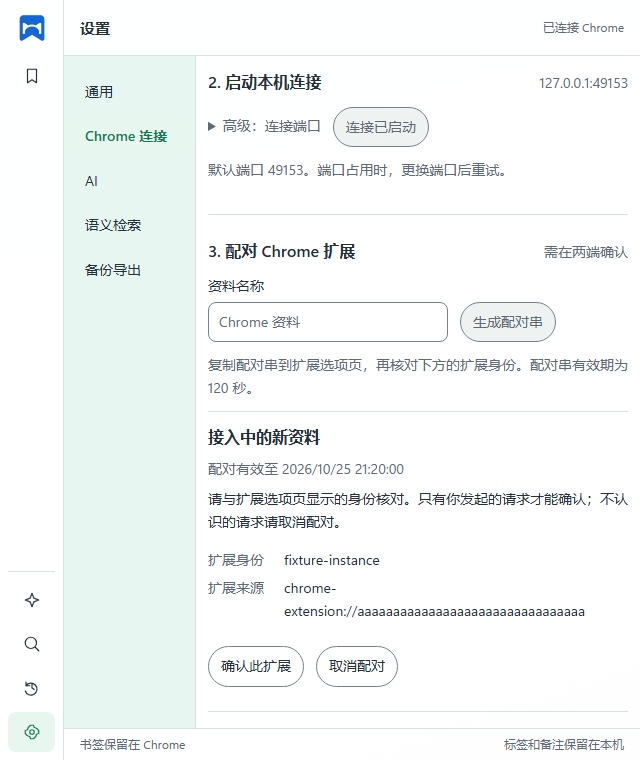 设置
已连接 Chrome
通用
Chrome 连接
AI
语义检索
备份导出
2. 启动本机连接
127.0.0.1:49153
高级：连接端口
连接已启动
默认端口 49153。端口占用时，更换端口后重试。
3. 配对 Chrome 扩展
需在两端确认
资料名称
Chrome 资料
生成配对串
复制配对串到扩展选项页，再核对下方的扩展身份。配对串有效期为
120 秒。
接入中的新资料
配对有效至 2026/10/25 21:20:00
请与扩展选项页显示的身份核对。只有你发起的请求才能确认；不认
识的请求请取消配对。
扩展身份 fixture-instance
扩展来源 chrome-
extension://aaaaaaaaaaaaaaaaaaaaaaaaaaaaaaaa
确认此扩展
取消配对
书签保留在 Chrome
标签和备注保留在本机